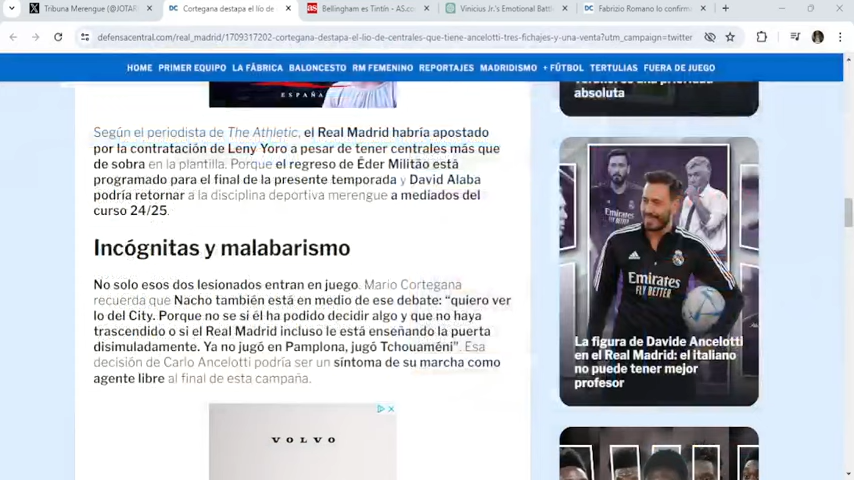 Tribuna Merengue (@JOTAR
Cortegana destapa el lío de
Bellingham es Tintín - AS.co
Vinicius Jr.'s Emotional Batt
Fabrizio Romano lo confirm
defensacentral.com/real_madrid/1709317202-cortegana-destapa-el-lio-de-centrales-que-tiene-ancelotti-tres-fichajes-y-una-venta?utm_campaign=twitter
HOME PRIMER EQUIPO LA FÁBRICA BALONCESTO RM FEMENINO REPORTAJES MADRIDISMO + FÚTBOL TERTULIAS FUERA DE JUEGO
ESPAÑA
absoluta
Según el periodista de The Athletic, el Real Madrid habría apostado
por la contratación de Leny Yoro a pesar de tener centrales más que
de sobra en la plantilla. Porque el regreso de Éder Militão está
programado para el final de la presente temporada y David Alaba
podría retornar a la disciplina deportiva merengue a mediados del
curso 24/25.
Incógnitas y malabarismo
No solo esos dos lesionados entran en juego. Mario Cortegana
recuerda que Nacho también está en medio de ese debate: “quiero ver
lo del City. Porque no se si él ha podido decidir algo y que no haya
trascendido o si el Real Madrid incluso le está enseñando la puerta
disimuladamente. Ya no jugó en Pamplona, jugó Tchouaméni”. Esa
decisión de Carlo Ancelotti podría ser un síntoma de su marcha como
agente libre al final de esta campaña.
VOLVO
Emirates
FLY BETTER
Emirates
FLY BETTER
La figura de Davide Ancelotti
en el Real Madrid: el italiano
no puede tener mejor
profesor